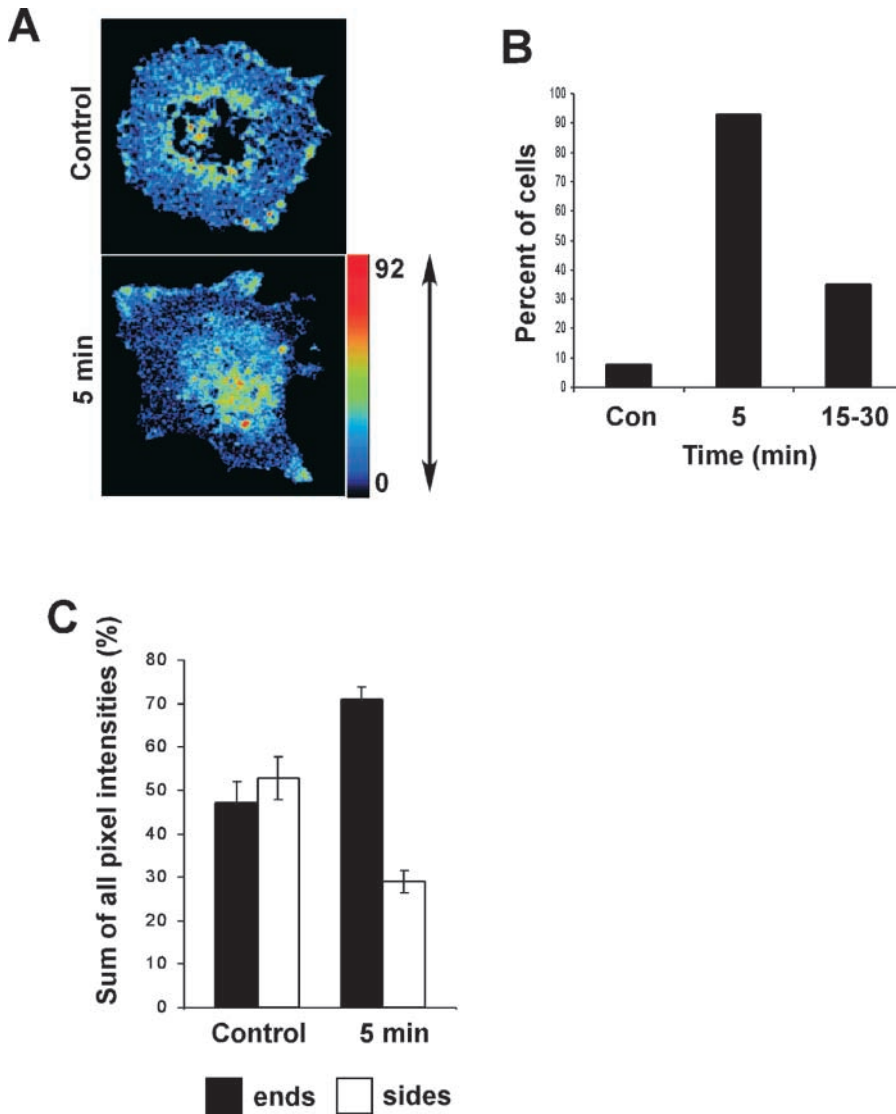 A
Control
5 min
92
0
B
Percent of cells
100
90
80
70
60
50
40
30
20
10
0
Con 5 15-30
Time (min)
C
Sum of all pixel intensities (%)
80
70
60
50
40
30
20
10
0
Control 5 min
ends sides